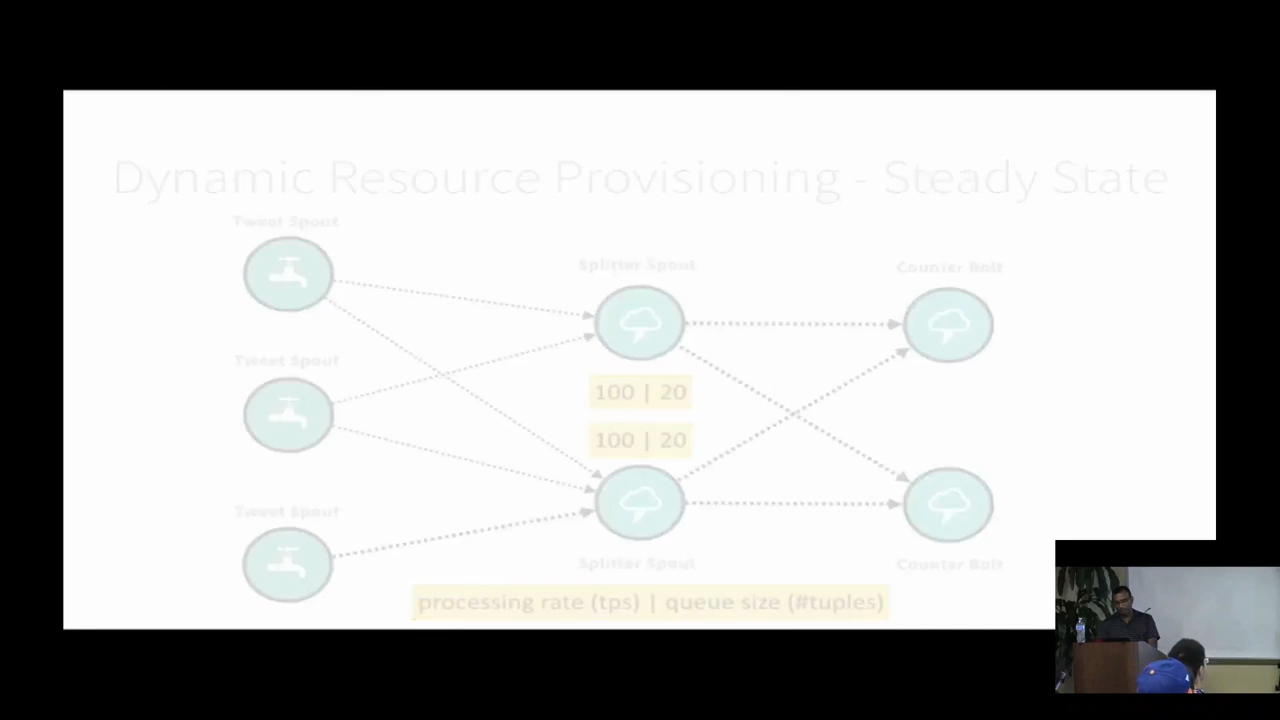 Dynamic Resource Provisioning - Steady State
Tweet Spout
Splitter Spout
Counter Bolt
Tweet Spout
100 | 20
100 | 20
Tweet Spout
Splitter Spout
Counter Bolt
processing rate (tps) | queue size (#tuples)